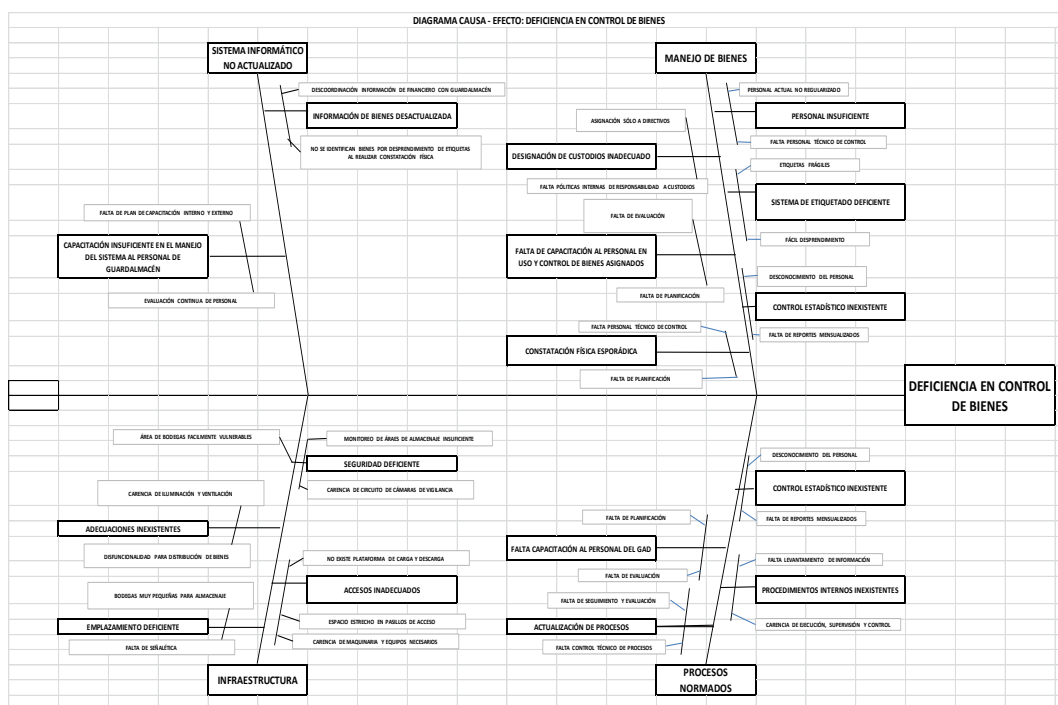 DIAGRAMA CAUSA - EFECTO: DEFICIENCIA EN CONTROL DE BIENES
SISTEMA INFORMÁTICO
NO ACTUALIZADO
DESCOORDINACIÓN INFORMACIÓN DE FINANCIERO CON GUARDALMACÉN
INFORMACIÓN DE BIENES DESACTUALIZADA
NO SE IDENTIFICAN BIENES POR DESPRENDIMIENTO DE ETIQUETAS
AL REALIZAR CONSTATACIÓN FÍSICA
FALTA DE PLAN DE CAPACITACIÓN INTERNO Y EXTERNO
CAPACITACIÓN INSUFICIENTE EN EL MANEJO
DEL SISTEMA AL PERSONAL DE
GUARDALMACÉN
EVALUACIÓN CONTINUA DE PERSONAL
MANEJO DE BIENES
PERSONAL ACTUAL NO REGULARIZADO
PERSONAL INSUFICIENTE
FALTA PERSONAL TÉCNICO DE CONTROL
ASIGNACIÓN SÓLO A DIRECTIVOS
DESIGNACIÓN DE CUSTODIOS INADECUADO
FALTA PÓLITICAS INTERNAS DE RESPONSABILIDAD A CUSTODIOS
ETIQUETAS FRÁGILES
SISTEMA DE ETIQUETADO DEFICIENTE
FÁCIL DESPRENDIMIENTO
FALTA DE EVALUACIÓN
FALTA DE CAPACITACIÓN AL PERSONAL EN
USO Y CONTROL DE BIENES ASIGNADOS
FALTA DE PLANIFICACIÓN
DESCONOCIMIENTO DEL PERSONAL
CONTROL ESTADÍSTICO INEXISTENTE
FALTA DE REPORTES MENSUALIZADOS
FALTA PERSONAL TÉCNICO DE CONTROL
CONSTATACIÓN FÍSICA ESPORÁDICA
FALTA DE PLANIFICACIÓN
DEFICIENCIA EN CONTROL
DE BIENES
ÁREA DE BODEGAS FACILMENTE VULNERABLES
MONITOREO DE ÁRAES DE ALMACENAJE INSUFICIENTE
SEGURIDAD DEFICIENTE
CARENCIA DE CIRCUITO DE CÁMARAS DE VIGILANCIA
CARENCIA DE ILUMINACIÓN Y VENTILACIÓN
ADECUACIONES INEXISTENTES
DISFUNCIONALIDAD PARA DISTRIBUCIÓN DE BIENES
NO EXISTE PLATAFORMA DE CARGA Y DESCARGA
ACCESOS INADECUADOS
ESPACIO ESTRECHO EN PASILLOS DE ACCESO
CARENCIA DE MAQUINARIA Y EQUIPOS NECESARIOS
BODEGAS MUY PEQUEÑAS PARA ALMACENAJE
EMPLAZAMIENTO DEFICIENTE
FALTA DE SEÑALÉTICA
INFRAESTRUCTURA
DESCONOCIMIENTO DEL PERSONAL
CONTROL ESTADÍSTICO INEXISTENTE
FALTA DE REPORTES MENSUALIZADOS
FALTA DE PLANIFICACIÓN
FALTA CAPACITACIÓN AL PERSONAL DEL GAD
FALTA DE EVALUACIÓN
FALTA LEVANTAMIENTO DE INFORMACIÓN
PROCEDIMIENTOS INTERNOS INEXISTENTES
CARENCIA DE EJECUCIÓN, SUPERVISIÓN Y CONTROL
FALTA DE SEGUIMIENTO Y EVALUACIÓN
ACTUALIZACIÓN DE PROCESOS
FALTA CONTROL TÉCNICO DE PROCESOS
PROCESOS
NORMADOS